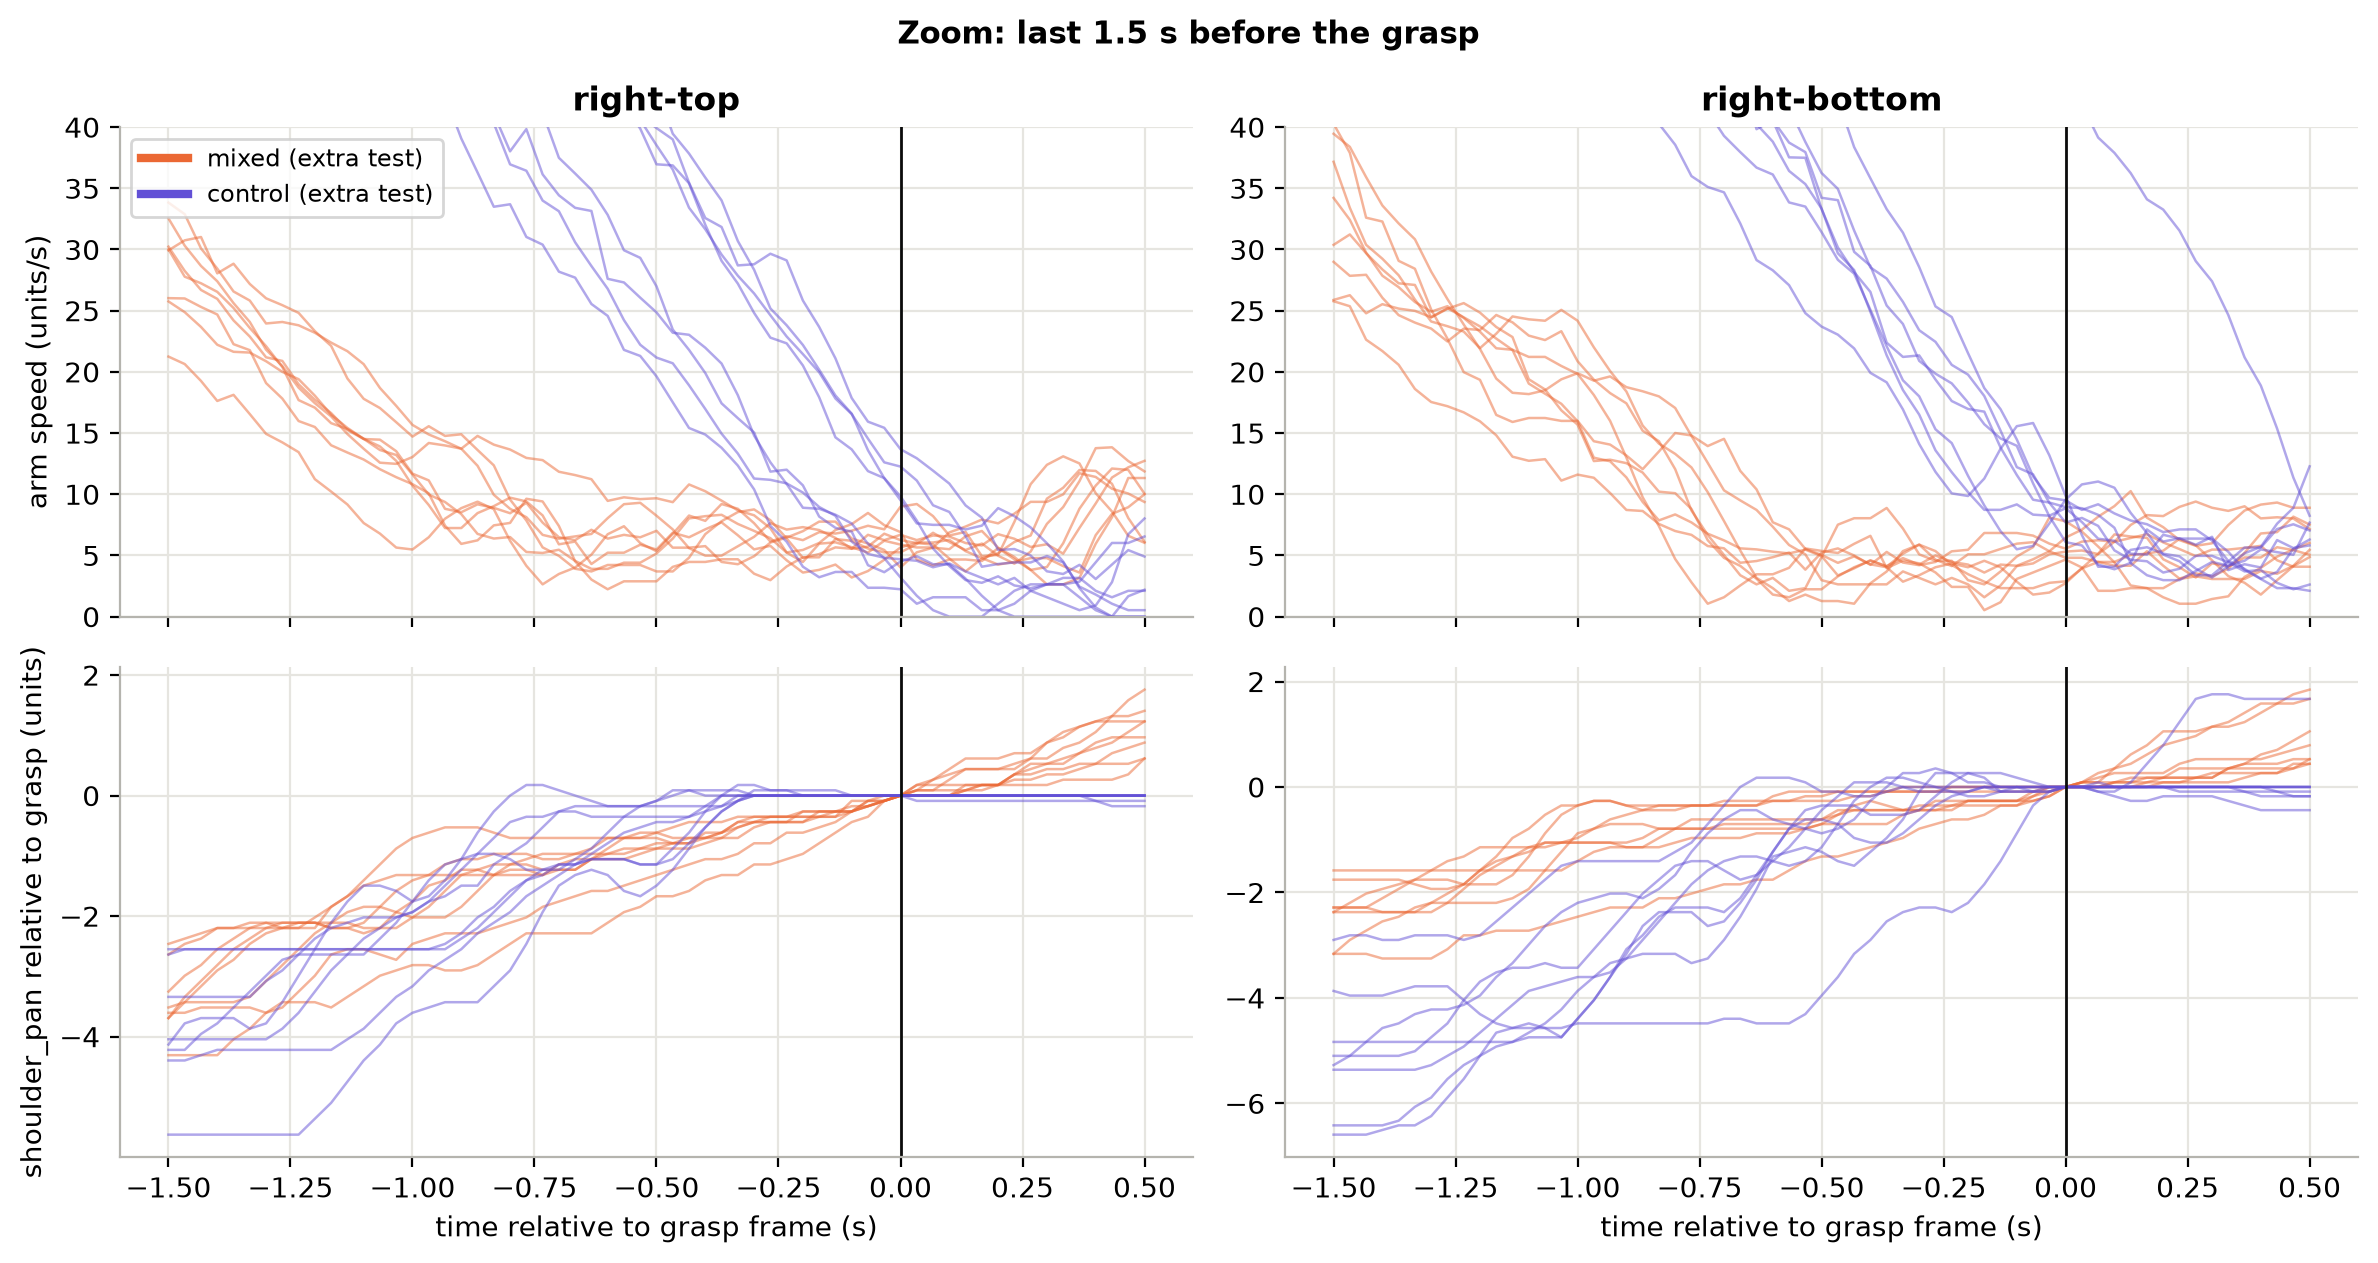 Zoom: last 1.5 s before the grasp
right-top
right-bottom
40
35
30
25
20
15
10
5
0
arm speed (units/s)
mixed (extra test)
control (extra test)
40
35
30
25
20
15
10
5
0
2
0
−2
−4
shoulder_pan relative to grasp (units)
−1.50 −1.25 −1.00 −0.75 −0.50 −0.25 0.00 0.25 0.50
time relative to grasp frame (s)
2
0
−2
−4
−6
−1.50 −1.25 −1.00 −0.75 −0.50 −0.25 0.00 0.25 0.50
time relative to grasp frame (s)